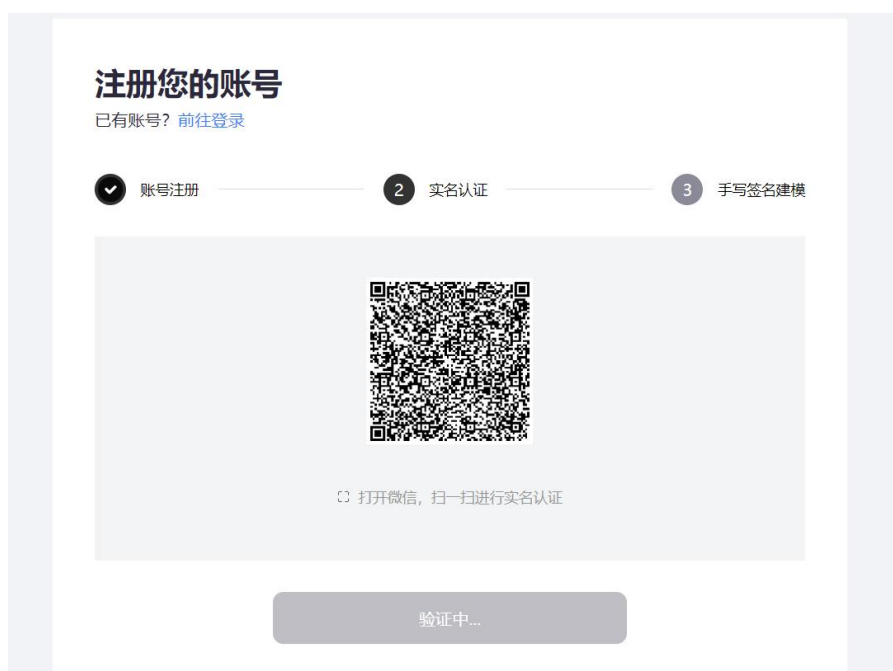 注册您的账号
已有账号？前往登录
账号注册
2 实名认证
3 手写签名建模
打开微信，扫一扫进行实名认证
验证中...